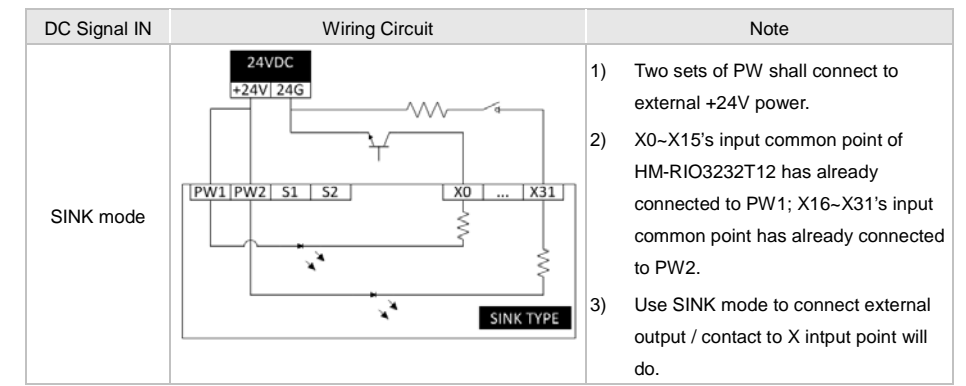 DC Signal IN
Wiring Circuit
Note
SINK mode
24VDC
+24V 24G
PW1 PW2 S1 S2 X0 ... X31
SINK TYPE
1) Two sets of PW shall connect to
external +24V power.
2) X0~X15's input common point of
HM-RIO3232T12 has already
connected to PW1; X16~X31's input
common point has already connected
to PW2.
3) Use SINK mode to connect external
output / contact to X intput point will
do.